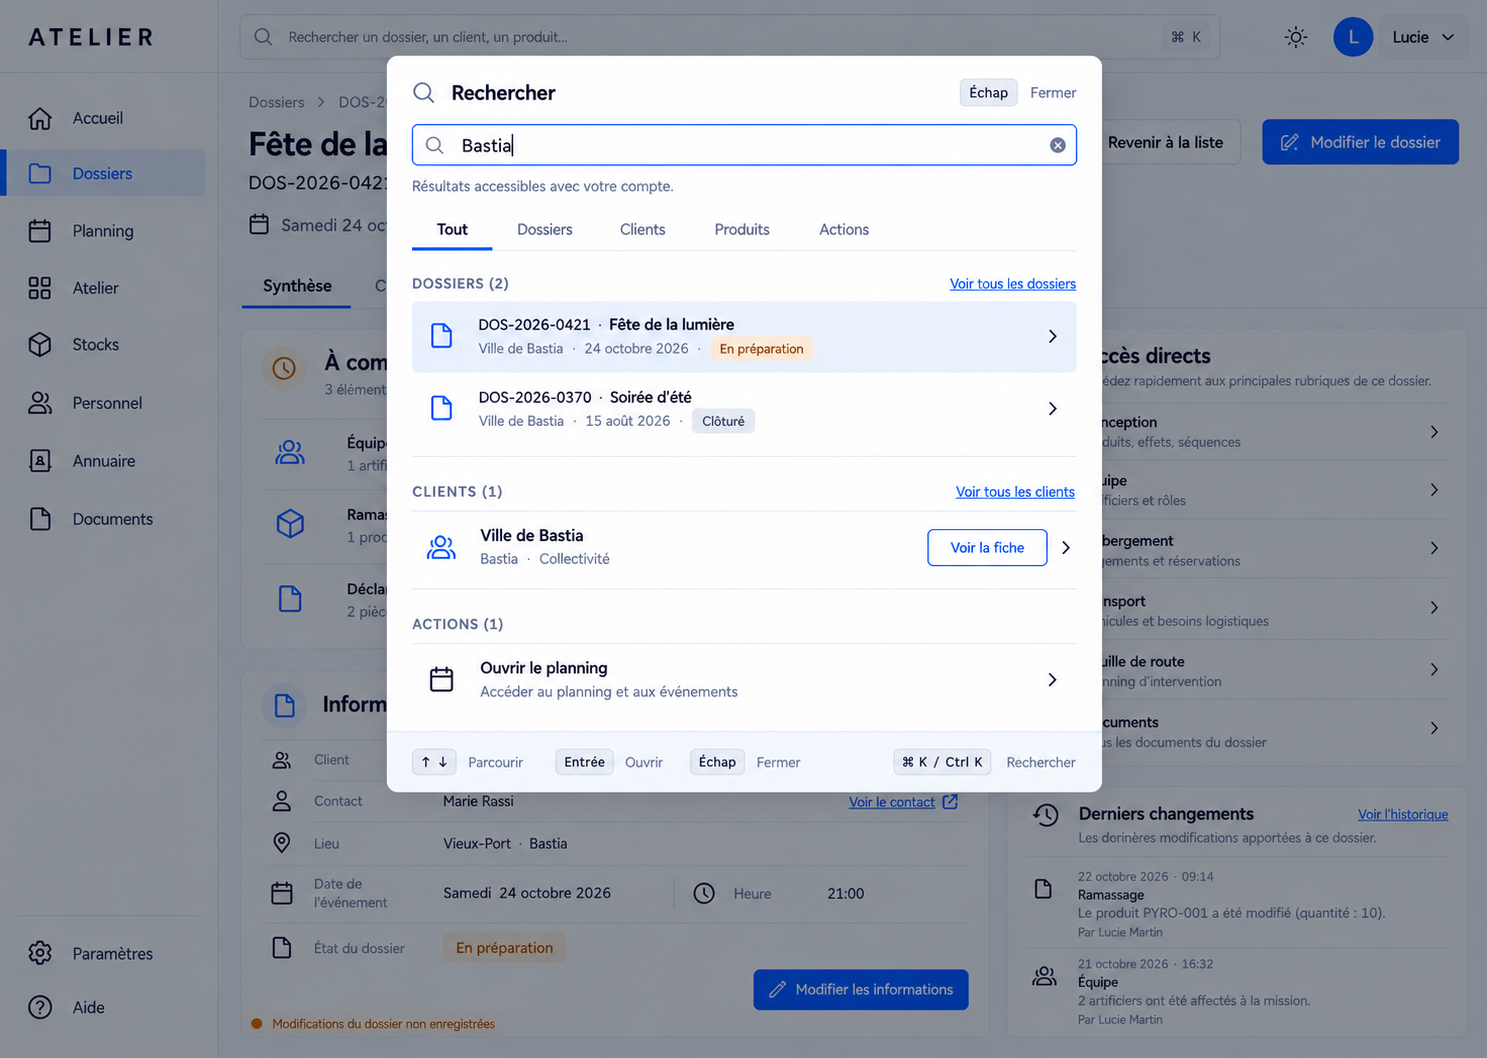 ATELIER
Rechercher un dossier, un client, un produit...
⌘ K
L
Lucie
Accueil
Dossiers
Planning
Atelier
Stocks
Personnel
Annuaire
Documents
Paramètres
Aide
Dossiers > DOS-2
Fête de la
DOS-2026-0421
Samedi 24 oct
Revenir à la liste
Modifier le dossier
Synthèse
C
À com
3 élément
Équipe
1 artifi
Ramas
1 prod
Déclar
2 pièce
Rechercher
Échap Fermer
Bastia
Résultats accessibles avec votre compte.
Tout Dossiers Clients Produits Actions
DOSSIERS (2)
Voir tous les dossiers
DOS-2026-0421 · Fête de la lumière
Ville de Bastia · 24 octobre 2026 · En préparation
DOS-2026-0370 · Soirée d'été
Ville de Bastia · 15 août 2026 · Clôturé
CLIENTS (1)
Voir tous les clients
Ville de Bastia
Bastia · Collectivité
Voir la fiche
ACTIONS (1)
Ouvrir le planning
Accéder au planning et aux événements
↑ ↓ Parcourir Entrée Ouvrir Échap Fermer ⌘ K / Ctrl K Rechercher
Inform
Client
Contact Marie Rassi Voir le contact
Lieu Vieux-Port · Bastia
Date de
l'événement
Samedi 24 octobre 2026 Heure 21:00
État du dossier En préparation
Modifier les informations
Modifications du dossier non enregistrées
ccès directs
édez rapidement aux principales rubriques de ce dossier.
nception
duits, effets, séquences
uipe
ificiers et rôles
bergement
gements et réservations
nsport
hicules et besoins logistiques
uille de route
nning d'intervention
cuments
us les documents du dossier
Derniers changements
Voir l'historique
Les dorinères modifications apportées à ce dossier.
22 octobre 2026 · 09:14
Ramassage
Le produit PYRO-001 a été modifié (quantité : 10).
Par Lucie Martin
21 octobre 2026 · 16:32
Équipe
2 artificiers ont été affectés à la mission.
Par Lucie Martin